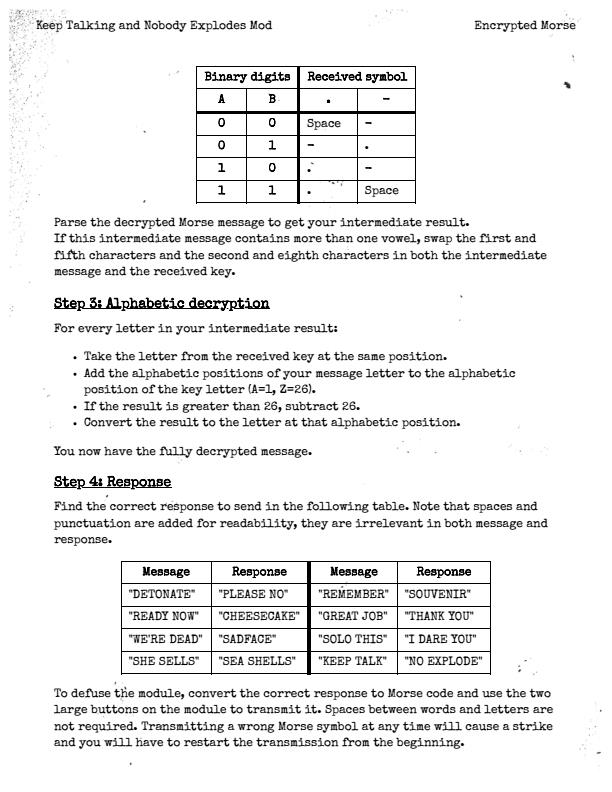 Keep Talking and Nobody Explodes Mod Encrypted Morse
Binary digits Received symbol
A B . -
0 0 Space -
0 1 - .
1 0 . -
1 1 . Space
Parse the decrypted Morse message to get your intermediate result.
If this intermediate message contains more than one vowel, swap the first and
fifth characters and the second and eighth characters in both the intermediate
message and the received key.
Step 3: Alphabetic decryption
For every letter in your intermediate result:
• Take the letter from the received key at the same position.
• Add the alphabetic positions of your message letter to the alphabetic
position of the key letter (A=1, Z=26).
• If the result is greater than 26, subtract 26.
• Convert the result to the letter at that alphabetic position.
You now have the fully decrypted message.
Step 4: Response
Find the correct response to send in the following table. Note that spaces and
punctuation are added for readability, they are irrelevant in both message and
response.
Message Response Message Response
"DETONATE" "PLEASE NO" "REMEMBER" "SOUVENIR"
"READY NOW" "CHEESECAKE" "GREAT JOB" "THANK YOU"
"WE'RE DEAD" "SADFACE" "SOLO THIS" "I DARE YOU"
"SHE SELLS" "SEA SHELLS" "KEEP TALK" "NO EXPLODE"
To defuse the module, convert the correct response to Morse code and use the two
large buttons on the module to transmit it. Spaces between words and letters are
not required. Transmitting a wrong Morse symbol at any time will cause a strike
and you will have to restart the transmission from the beginning.